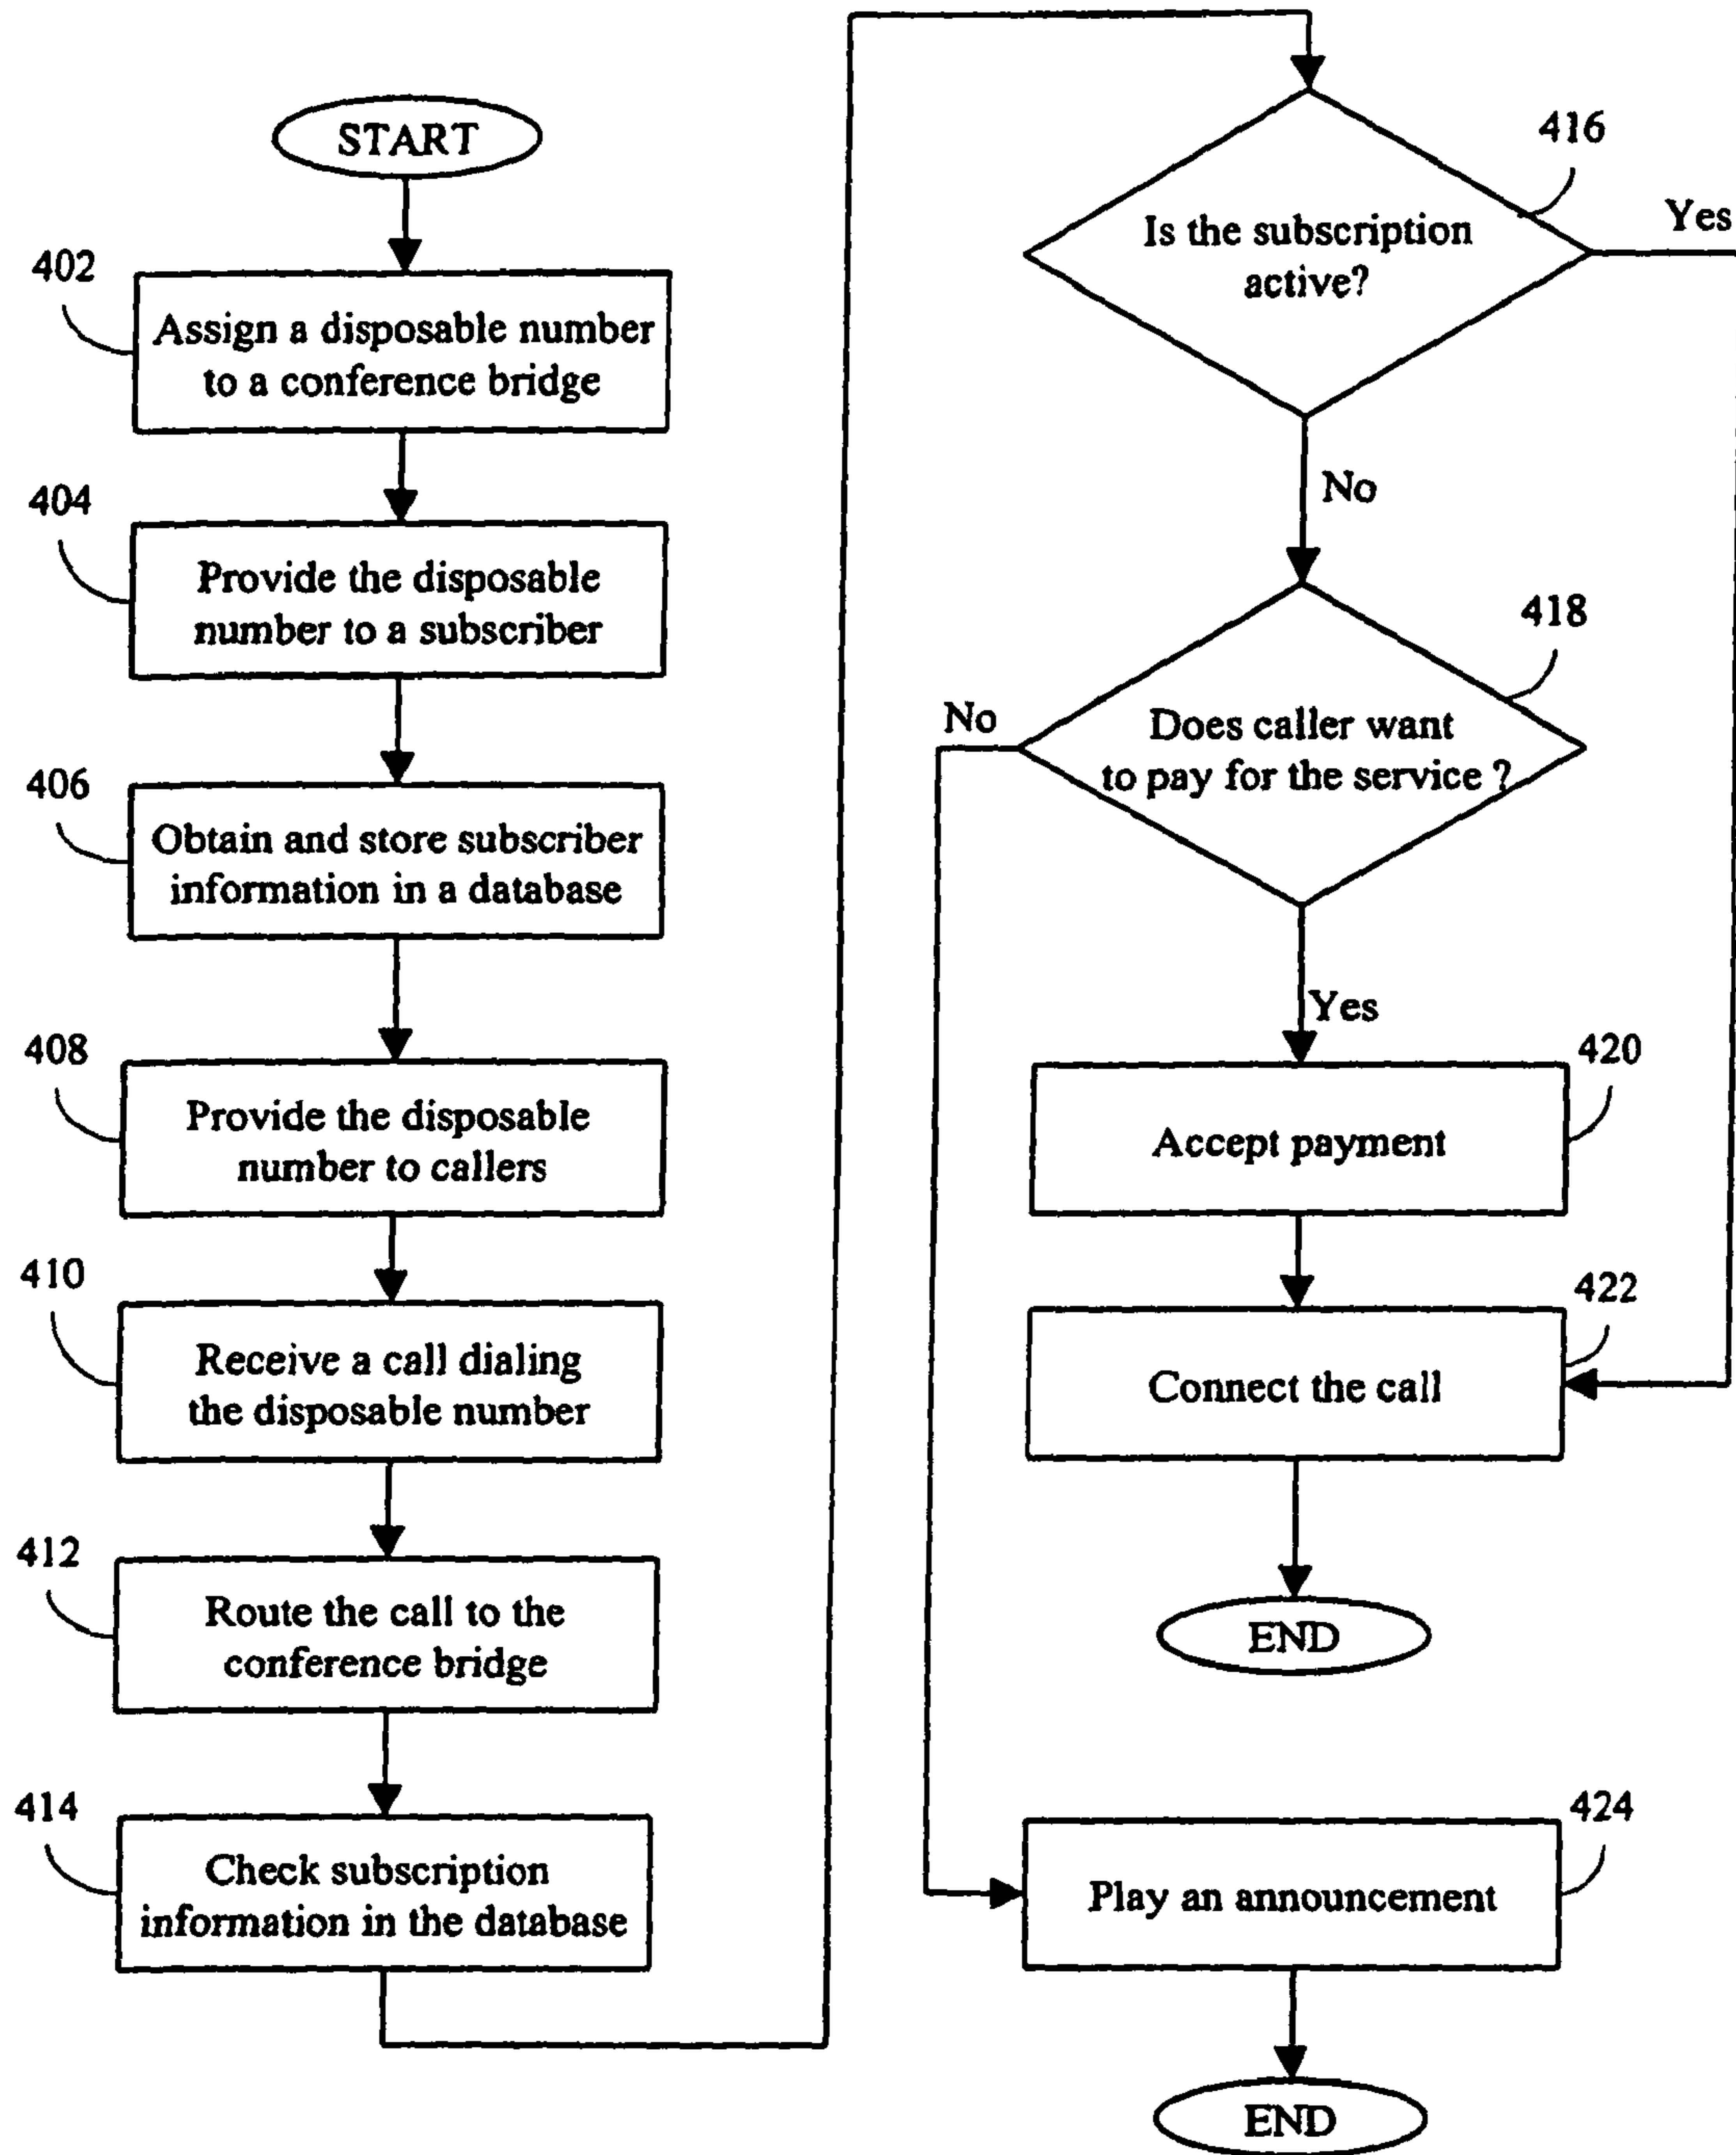 START
402
Assign a disposable number
to a conference bridge
404
Provide the disposable
number to a subscriber
406
Obtain and store subscriber
information in a database
408
Provide the disposable
number to callers
410
Receive a call dialing
the disposable number
412
Route the call to the
conference bridge
414
Check subscription
information in the database
416
Is the subscription
active?
Yes
No
418
Does caller want
to pay for the service ?
No
Yes
420
Accept payment
422
Connect the call
END
424
Play an announcement
END